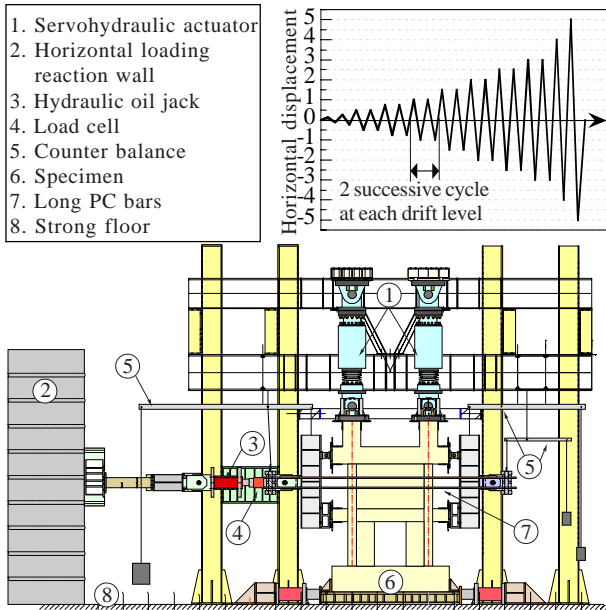 1. Servohydraulic actuator
2. Horizontal loading
reaction wall
3. Hydraulic oil jack
4. Load cell
5. Counter balance
6. Specimen
7. Long PC bars
8. Strong floor
Horizontal displacement
5
4
3
2
1
0
-1
-2
-3
-4
-5
2 successive cycle
at each drift level
1
2
5
3
4
5
7
6
8